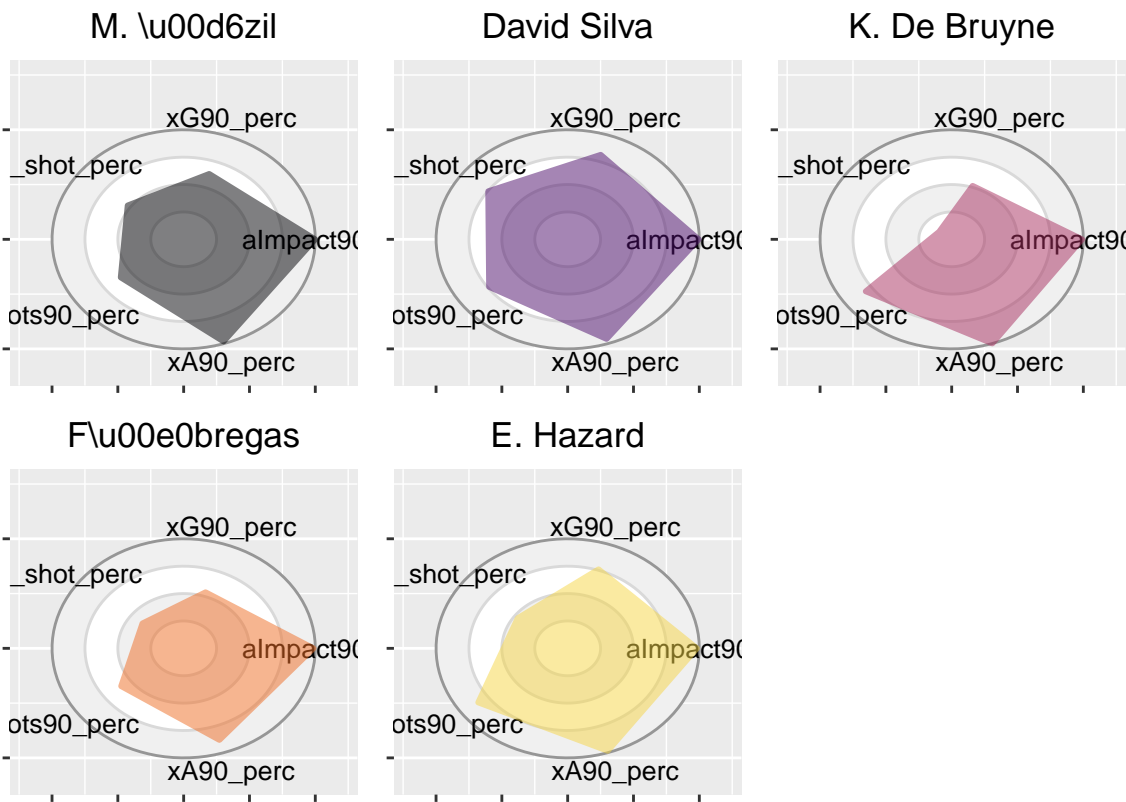 M. \u00d6zil
xG90_perc
_shot_perc
aImpact90
ots90_perc
xA90_perc
David Silva
xG90_perc
_shot_perc
aImpact90
ots90_perc
xA90_perc
K. De Bruyne
xG90_perc
_shot_perc
aImpact90
ots90_perc
xA90_perc
F\u00e0bregas
xG90_perc
_shot_perc
aImpact90
ots90_perc
xA90_perc
E. Hazard
xG90_perc
_shot_perc
aImpact90
ots90_perc
xA90_perc